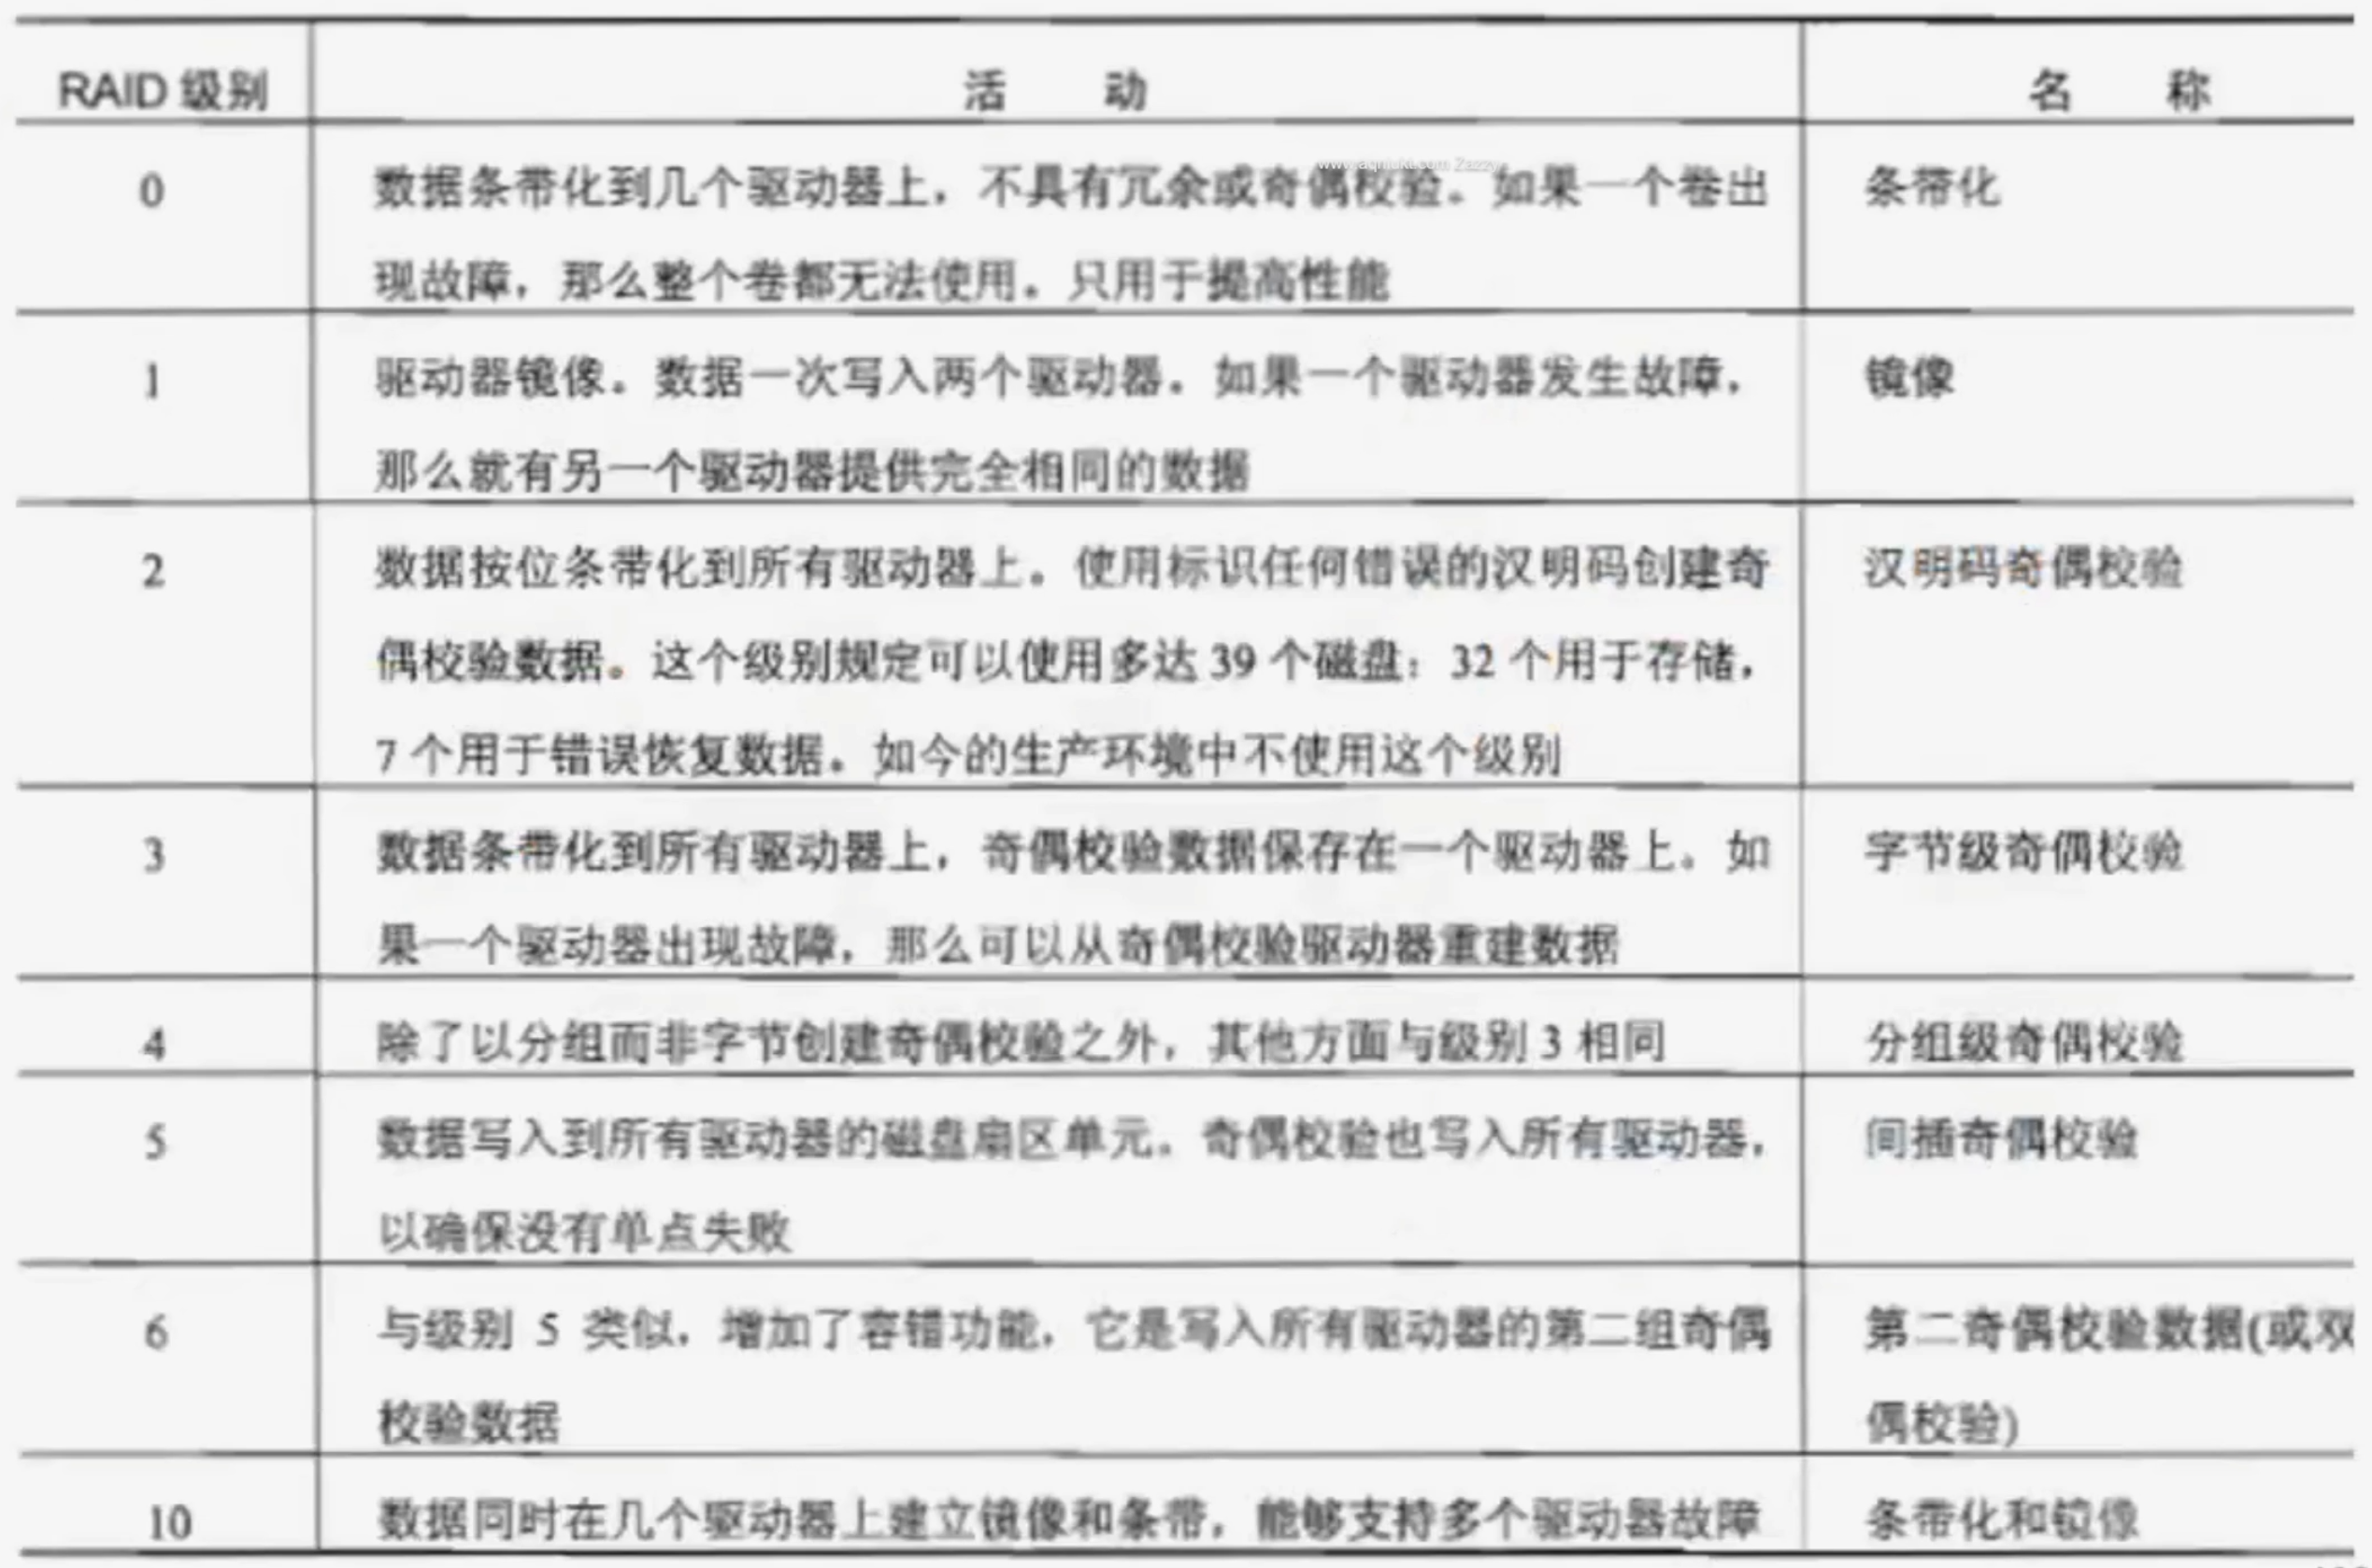 RAID 级别 活 动 名 称
0 数据条带化到几个驱动器上，不具有冗余或奇偶校验。如果一个卷出 条带化
现故障，那么整个卷都无法使用。只用于提高性能
1 驱动器镜像。数据一次写入两个驱动器。如果一个驱动器发生故障， 镜像
那么就有另一个驱动器提供完全相同的数据
2 数据按位条带化到所有驱动器上。使用标识任何错误的汉明码创建奇 汉明码奇偶校验
偶校验数据。这个级别规定可以使用多达 39 个磁盘：32 个用于存储，
7 个用于错误恢复数据。如今的生产环境中不使用这个级别
3 数据条带化到所有驱动器上，奇偶校验数据保存在一个驱动器上。如 字节级奇偶校验
果一个驱动器出现故障，那么可以从奇偶校验驱动器重建数据
4 除了以分组而非字节创建奇偶校验之外，其他方面与级别 3 相同 分组级奇偶校验
5 数据写入到所有驱动器的磁盘扇区单元。奇偶校验也写入所有驱动器， 间插奇偶校验
以确保没有单点失败
6 与级别 5 类似，增加了容错功能，它是写入所有驱动器的第二组奇偶 第二奇偶校验数据(或双
校验数据 偶校验)
10 数据同时在几个驱动器上建立镜像和条带，能够支持多个驱动器故障 条带化和镜像